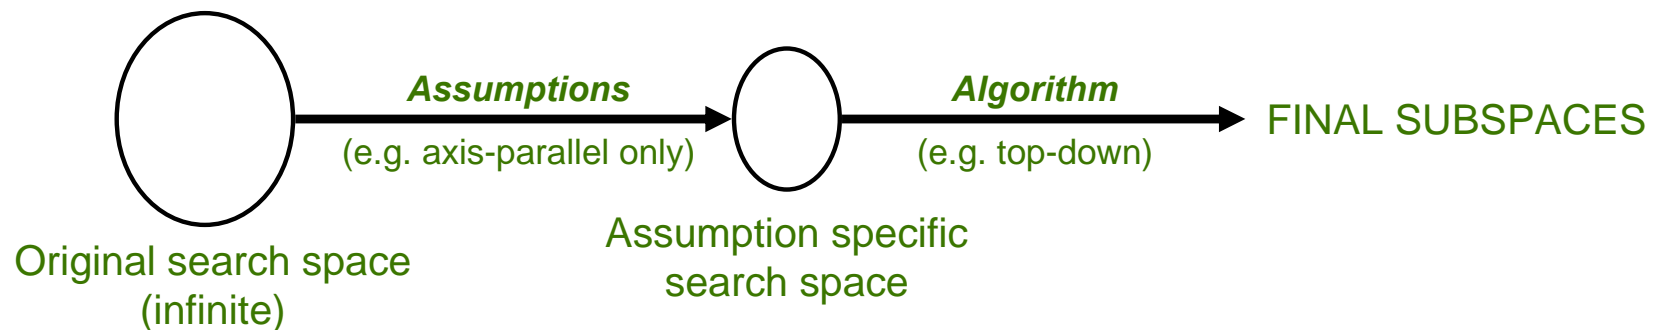 Assumptions
(e.g. axis-parallel only)
Algorithm
(e.g. top-down)
FINAL SUBSPACES
Original search space
(infinite)
Assumption specific
search space